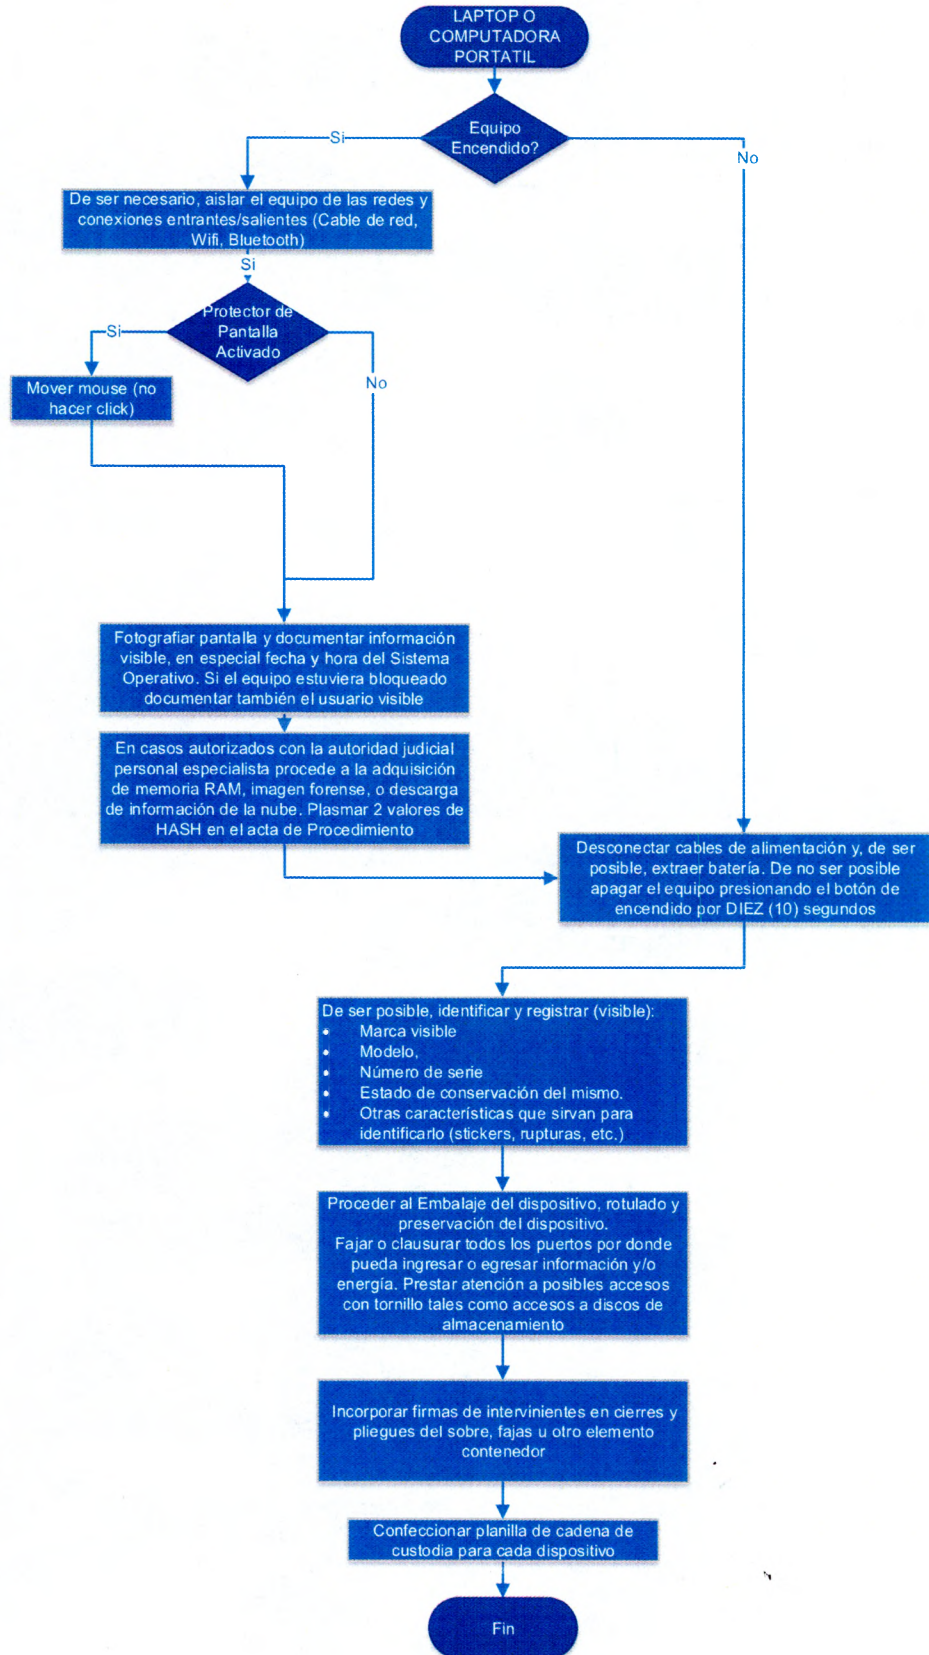 LAPTOP O
COMPUTADORA
PORTATIL
Equipo
Encendido?
Si
No
De ser necesario, aislar el equipo de las redes y
conexiones entrantes/salientes (Cable de red,
Wifi, Bluetooth)
Si
Protector de
Pantalla
Activado
Si
No
Mover mouse (no
hacer click)
Fotografiar pantalla y documentar información
visible, en especial fecha y hora del Sistema
Operativo. Si el equipo estuviera bloqueado
documentar también el usuario visible
En casos autorizados con la autoridad judicial
personal especialista procede a la adquisición
de memoria RAM, imagen forense, o descarga
de información de la nube. Plasmar 2 valores de
HASH en el acta de Procedimiento
Desconectar cables de alimentación y, de ser
posible, extraer batería. De no ser posible
apagar el equipo presionando el botón de
encendido por DIEZ (10) segundos
De ser posible, identificar y registrar (visible):
• Marca visible
• Modelo,
• Número de serie
• Estado de conservación del mismo.
• Otras características que sirvan para
identificarlo (stickers, rupturas, etc.)
Proceder al Embalaje del dispositivo, rotulado y
preservación del dispositivo.
Fajar o clausurar todos los puertos por donde
pueda ingresar o egresar información y/o
energía. Prestar atención a posibles accesos
con tornillo tales como accesos a discos de
almacenamiento
Incorporar firmas de intervinientes en cierres y
pliegues del sobre, fajas u otro elemento
contenedor
Confeccionar planilla de cadena de
custodia para cada dispositivo
Fin